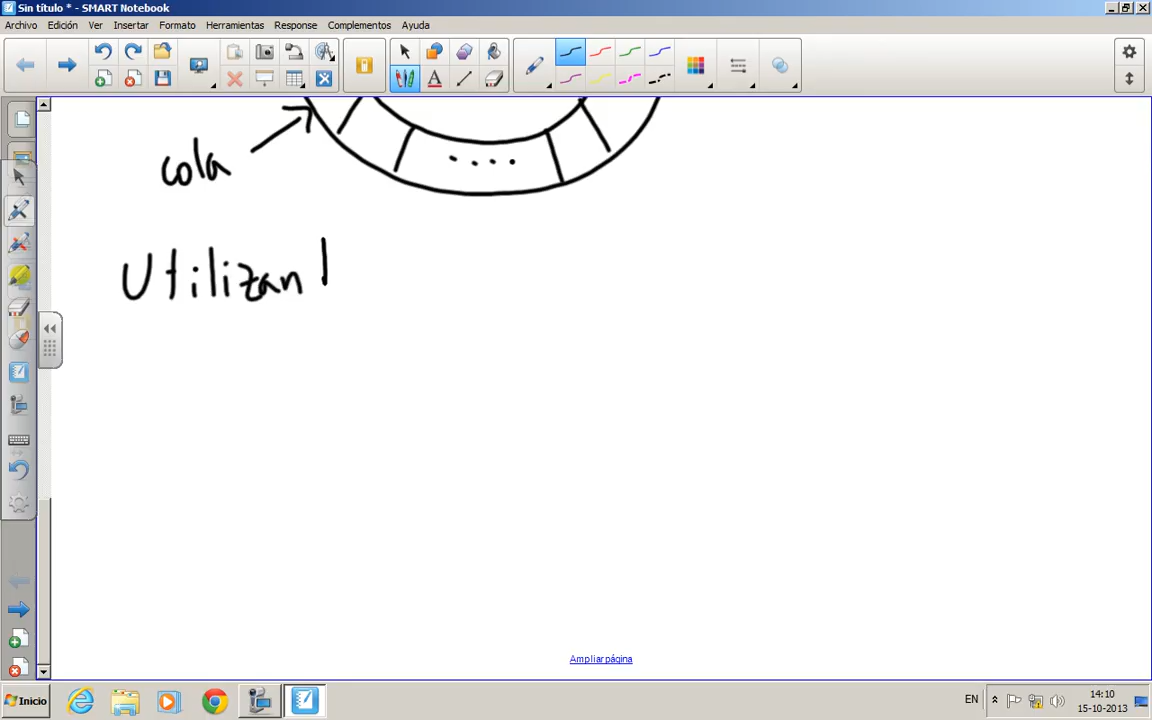 Sin título * - SMART Notebook
Archivo Edición Ver Insertar Formato Herramientas Response Complementos Ayuda
A
cola
Utilizan
Ampliar página
Inicio
EN
14:10
15-10-2013